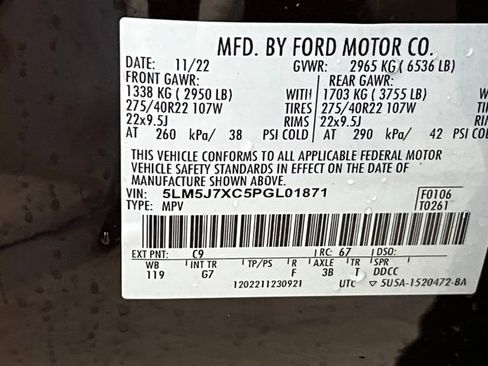 MFD. BY FORD MOTOR CO.
DATE: 11/22 GVWR: 2965 KG ( 6536 LB)
FRONT GAWR: REAR GAWR:
1338 KG ( 2950 LB) WITH 1703 KG ( 3755 LB)
275/40R22 107W TIRES 275/40R22 107W
22x9.5J RIMS 22x9.5J
AT 260 kPa/ 38 PSI COLD AT 290 kPa/ 42 PSI COLD
THIS VEHICLE CONFORMS TO ALL APPLICABLE FEDERAL MOTOR
VEHICLE SAFETY STANDARDS IN EFFECT ON THE DATE OF
MANUFACTURE SHOWN ABOVE.
VIN: 5LM5J7XC5PGL01871 F0106
TYPE: MPV T0261
EXT PNT: C9 RC: 67 DSO:
WB INT TR TP/PS R AXLE TR SPR
119 G7 F 3B T DDCC
1202211230921 UTC ▽ 5U5A-1520472-BA